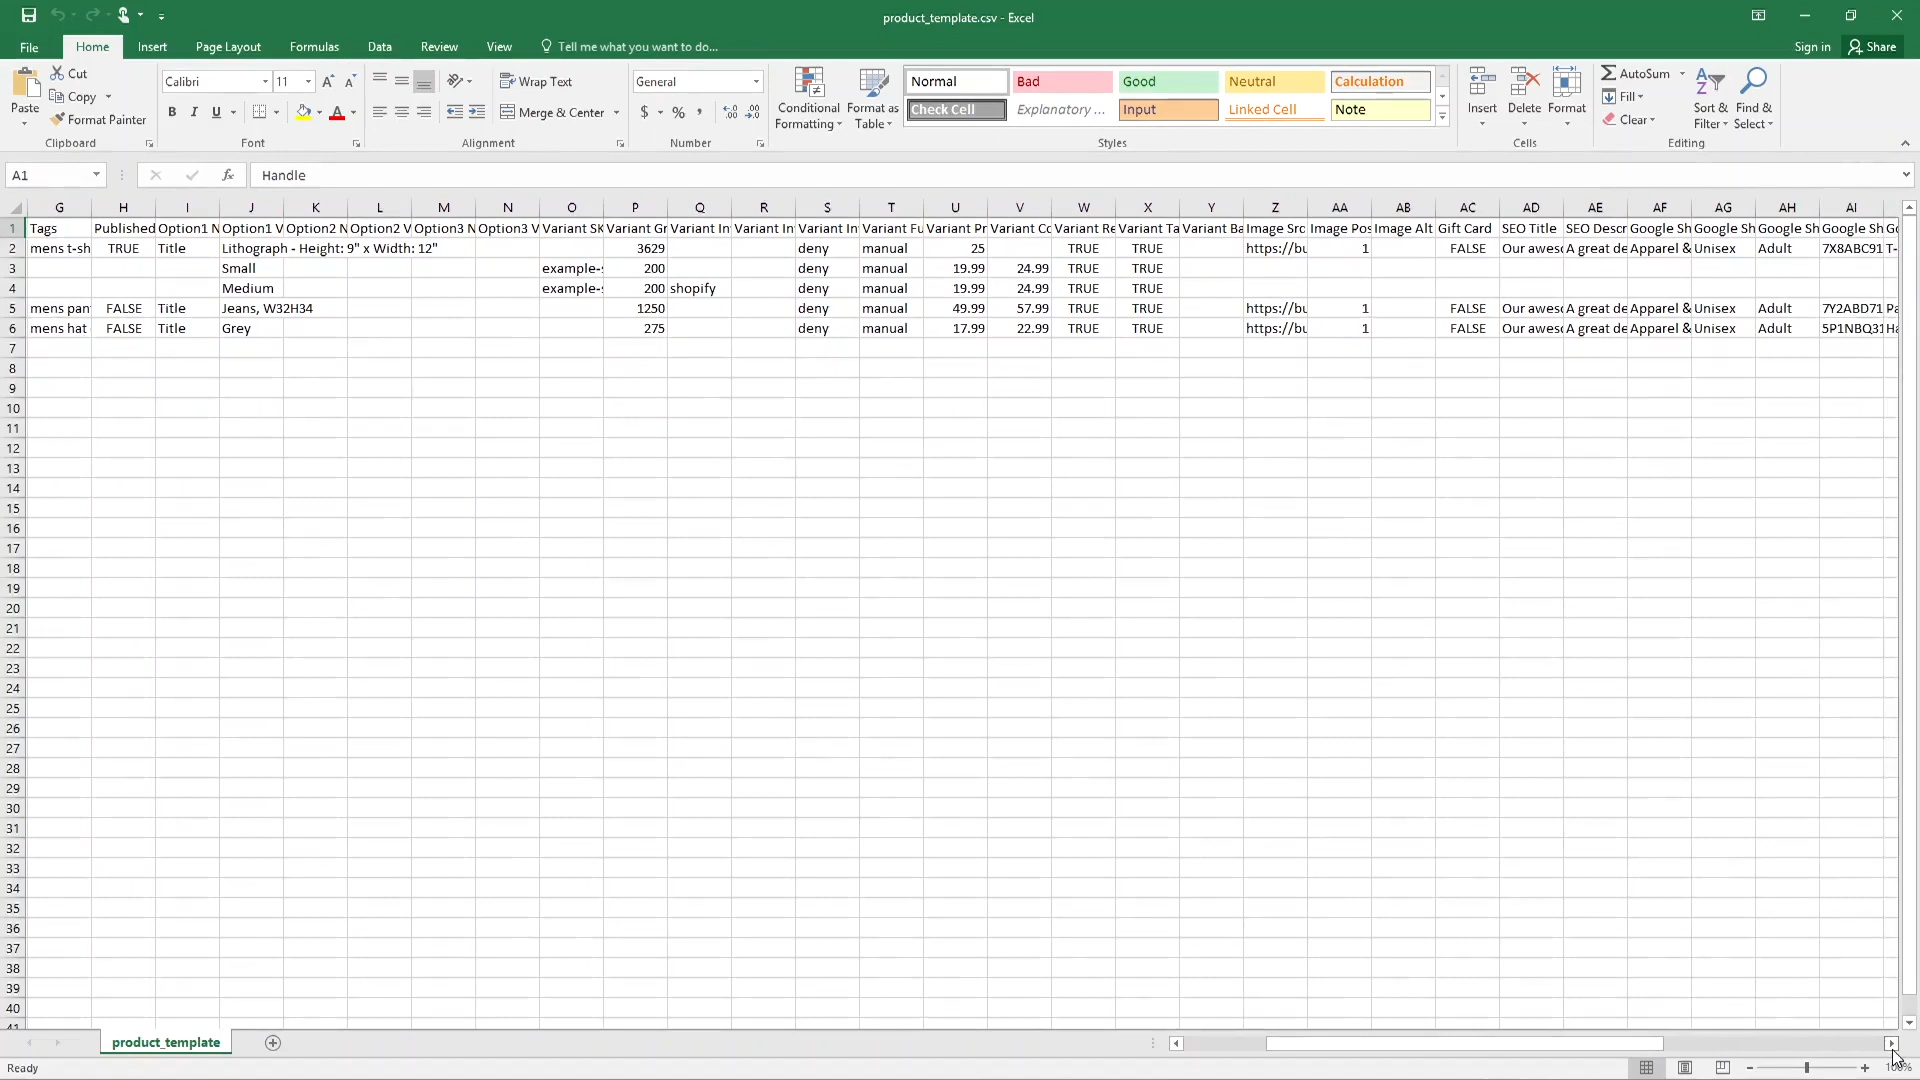 product_template.csv - Excel
File Home Insert Page Layout Formulas Data Review View Tell me what you want to do... Sign in Share
Paste Cut Copy Format Painter Clipboard
Calibri 11 A A B I U A Font
Wrap Text Merge & Center Alignment
General $ % , Number
Conditional Formatting Format as Table
Normal Bad Good Neutral Calculation
Check Cell Explanatory ... Input Linked Cell Note
Styles
Insert Delete Format Cells
AutoSum Fill Clear Sort & Filter Find & Select Editing
A1 fx Handle
G H I J K L M N O P Q R S T U V W X Y Z AA AB AC AD AE AF AG AH AI
1 Tags Published Option1 N Option1 V Option2 N Option2 V Option3 N Option3 V Variant SK Variant Gr Variant In Variant In Variant In Variant Fu Variant Pr Variant Co Variant Re Variant Ta Variant Ba Image Src Image Pos Image Alt Gift Card SEO Title SEO Descr Google Sh Google Sh Google Sh Google Sh Go
2 mens t-sh TRUE Title Lithograph - Height: 9" x Width: 12" 3629 deny manual 25 TRUE TRUE https://bu 1 FALSE Our aweso A great de Apparel & Unisex Adult 7X8ABC91 T-
3 Small example-s 200 deny manual 19.99 24.99 TRUE TRUE
4 Medium example-s 200 shopify deny manual 19.99 24.99 TRUE TRUE
5 mens pan FALSE Title Jeans, W32H34 1250 deny manual 49.99 57.99 TRUE TRUE https://bu 1 FALSE Our aweso A great de Apparel & Unisex Adult 7Y2ABD71 Pa
6 mens hat FALSE Title Grey 275 deny manual 17.99 22.99 TRUE TRUE https://bu 1 FALSE Our aweso A great de Apparel & Unisex Adult 5P1NBQ31 Ha
7
8
9
10
11
12
13
14
15
16
17
18
19
20
21
22
23
24
25
26
27
28
29
30
31
32
33
34
35
36
37
38
39
40
41
product_template
Ready 100%